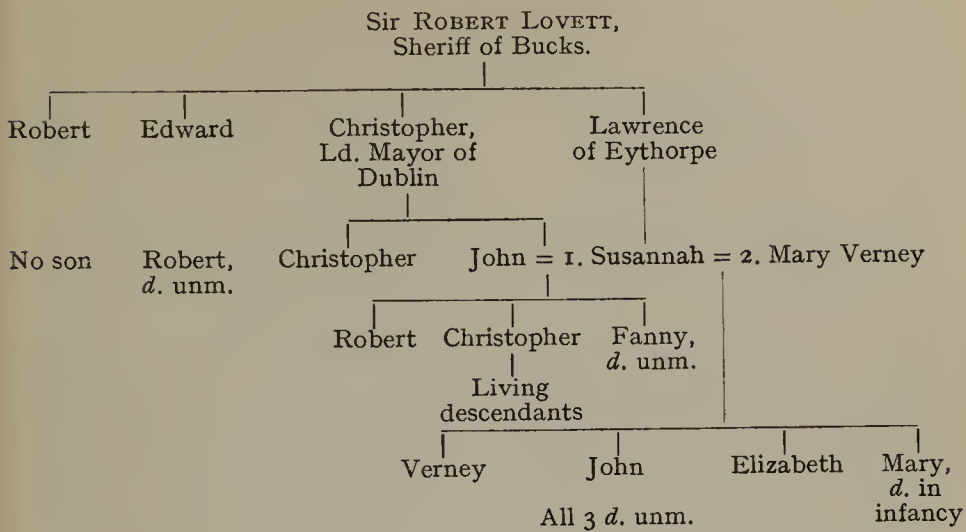 Sir ROBERT LOVETT,
Sheriff of Bucks.
Robert Edward Christopher, Lawrence
Ld. Mayor of of Eythorpe
Dublin
No son Robert, Christopher John = 1. Susannah = 2. Mary Verney
d. unm.
Robert Christopher Fanny,
d. unm.
Living
descendants
Verney John Elizabeth Mary,
d. in
All 3 d. unm. infancy